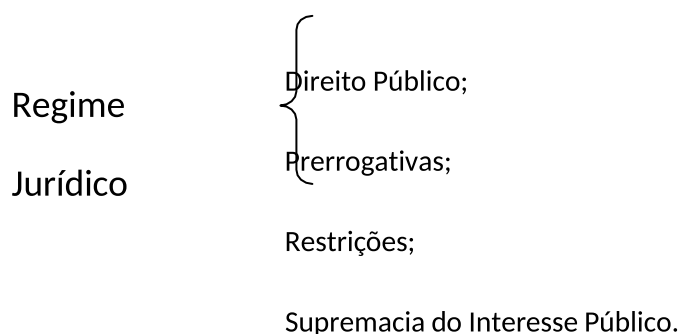 Regime
Jurídico
Direito Público;
Prerrogativas;
Restrições;
Supremacia do Interesse Público.